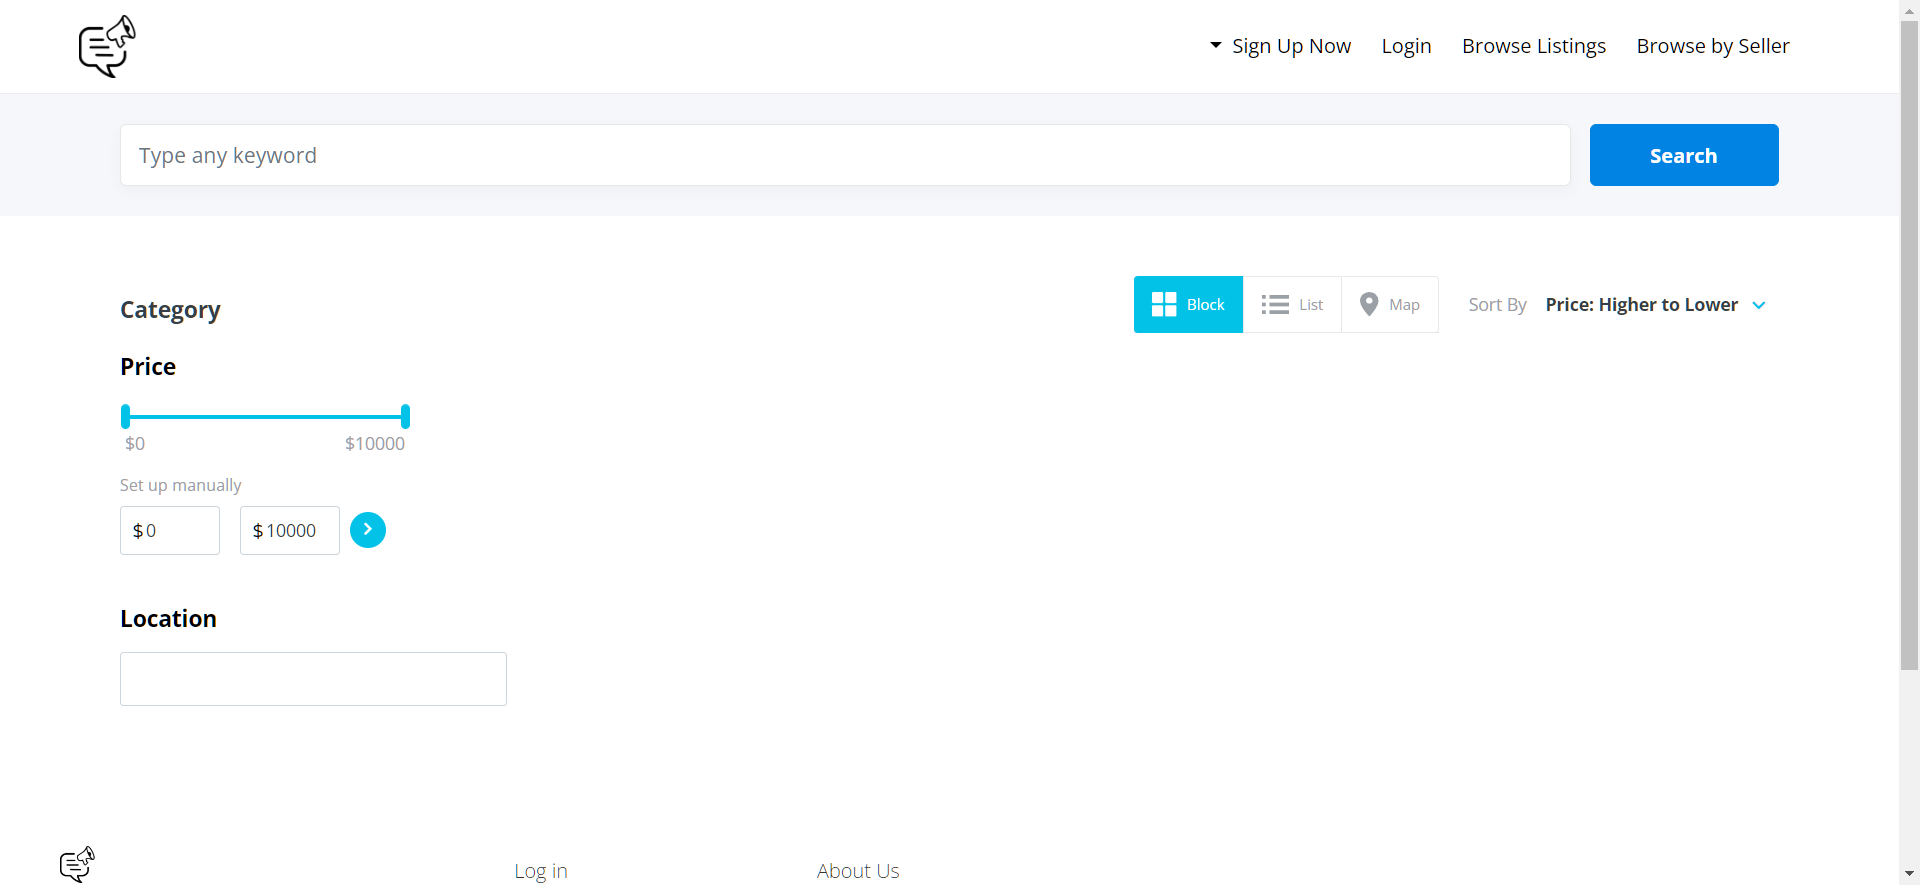 Sign Up Now Login Browse Listings Browse by Seller
Type any keyword Search
Category
Block List Map Sort By Price: Higher to Lower
Price
$0 $10000
Set up manually
$ 0 $ 10000
Location
Log in About Us